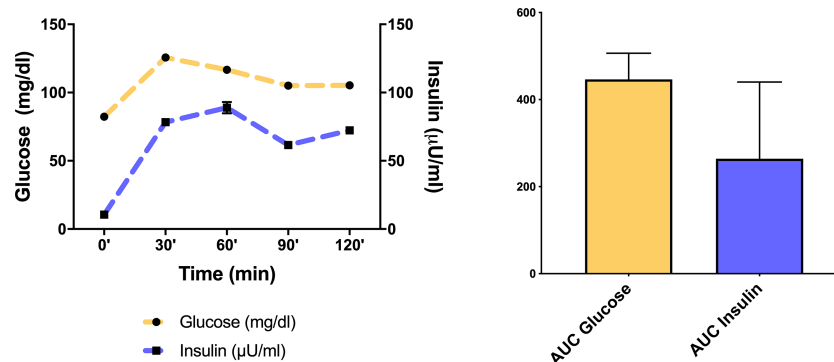 150
100
50
0
Glucose (mg/dl)
150
100
50
0
Insulin (μU/ml)
0' 30' 60' 90' 120'
Time (min)
Glucose (mg/dl)
Insulin (μU/ml)
600
400
200
0
AUC Glucose
AUC Insulin